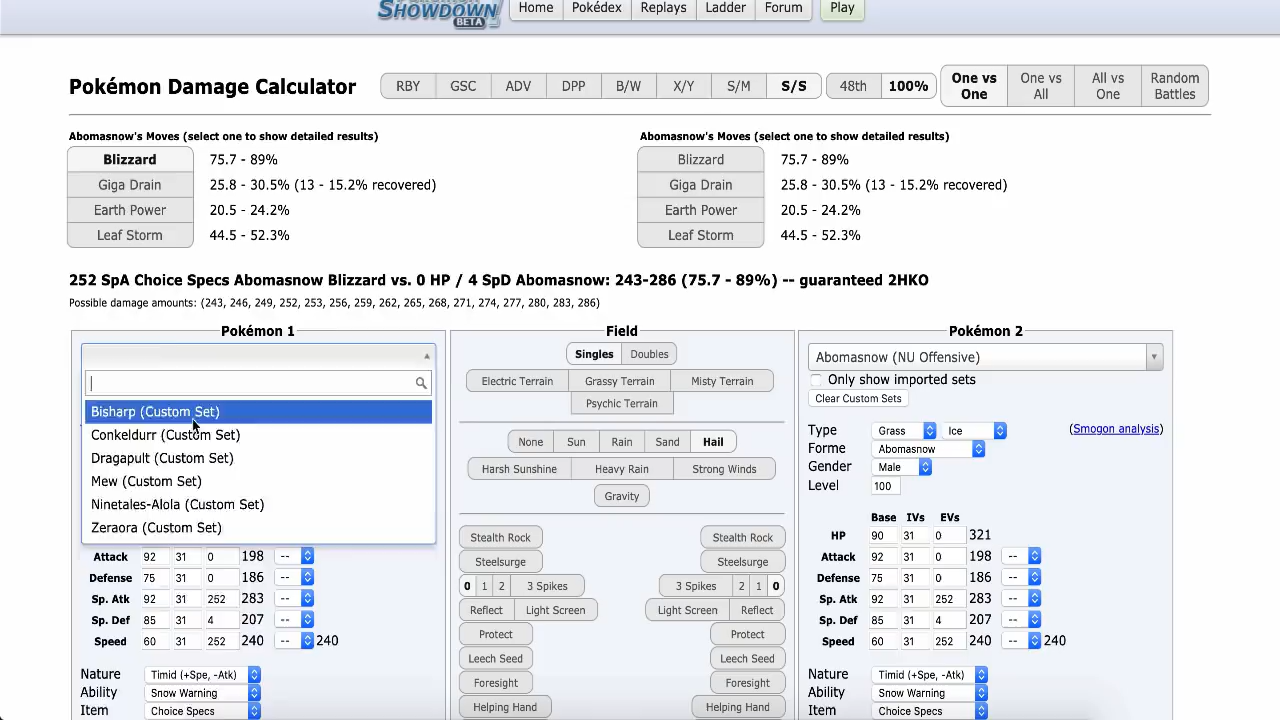 SHOWDOWN
BETA
Home Pokédex Replays Ladder Forum Play
Pokémon Damage Calculator
RBY GSC ADV DPP B/W X/Y S/M S/S
48th 100%
One vs One
One vs All
All vs One
Random Battles
Abomasnow's Moves (select one to show detailed results)
Blizzard 75.7 - 89%
Giga Drain 25.8 - 30.5% (13 - 15.2% recovered)
Earth Power 20.5 - 24.2%
Leaf Storm 44.5 - 52.3%
Abomasnow's Moves (select one to show detailed results)
Blizzard 75.7 - 89%
Giga Drain 25.8 - 30.5% (13 - 15.2% recovered)
Earth Power 20.5 - 24.2%
Leaf Storm 44.5 - 52.3%
252 SpA Choice Specs Abomasnow Blizzard vs. 0 HP / 4 SpD Abomasnow: 243-286 (75.7 - 89%) -- guaranteed 2HKO
Possible damage amounts: (243, 246, 249, 252, 253, 256, 259, 262, 265, 268, 271, 274, 277, 280, 283, 286)
Pokémon 1
Bisharp (Custom Set)
Conkeldurr (Custom Set)
Dragapult (Custom Set)
Mew (Custom Set)
Ninetales-Alola (Custom Set)
Zeraora (Custom Set)
Attack 92 31 0 198 --
Defense 75 31 0 186 --
Sp. Atk 92 31 252 283 --
Sp. Def 85 31 4 207 --
Speed 60 31 252 240 -- 240
Nature Timid (+Spe, -Atk)
Ability Snow Warning
Item Choice Specs
Field
Singles Doubles
Electric Terrain Grassy Terrain Misty Terrain
Psychic Terrain
None Sun Rain Sand Hail
Harsh Sunshine Heavy Rain Strong Winds
Gravity
Stealth Rock Stealth Rock
Steelsurge Steelsurge
0 1 2 3 Spikes 3 Spikes 2 1 0
Reflect Light Screen Light Screen Reflect
Protect Protect
Leech Seed Leech Seed
Foresight Foresight
Helping Hand Helping Hand
Pokémon 2
Abomasnow (NU Offensive)
Only show imported sets
Clear Custom Sets
Type Grass Ice (Smogon analysis)
Forme Abomasnow
Gender Male
Level 100
Base IVs EVs
HP 90 31 0 321
Attack 92 31 0 198 --
Defense 75 31 0 186 --
Sp. Atk 92 31 252 283 --
Sp. Def 85 31 4 207 --
Speed 60 31 252 240 -- 240
Nature Timid (+Spe, -Atk)
Ability Snow Warning
Item Choice Specs